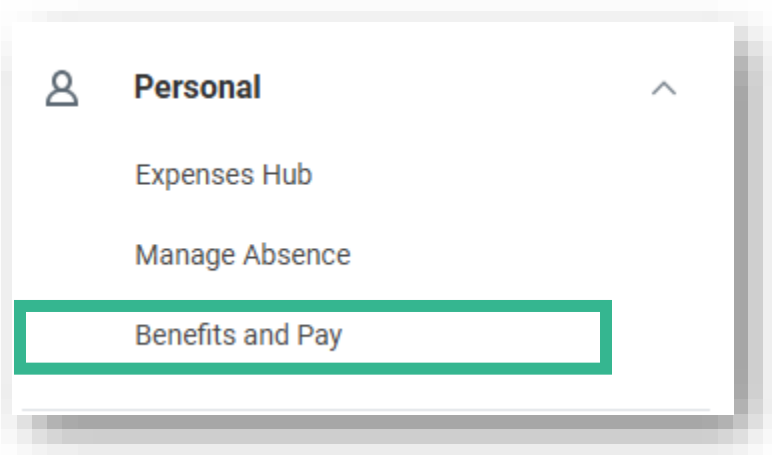 Personal
Expenses Hub
Manage Absence
Benefits and Pay